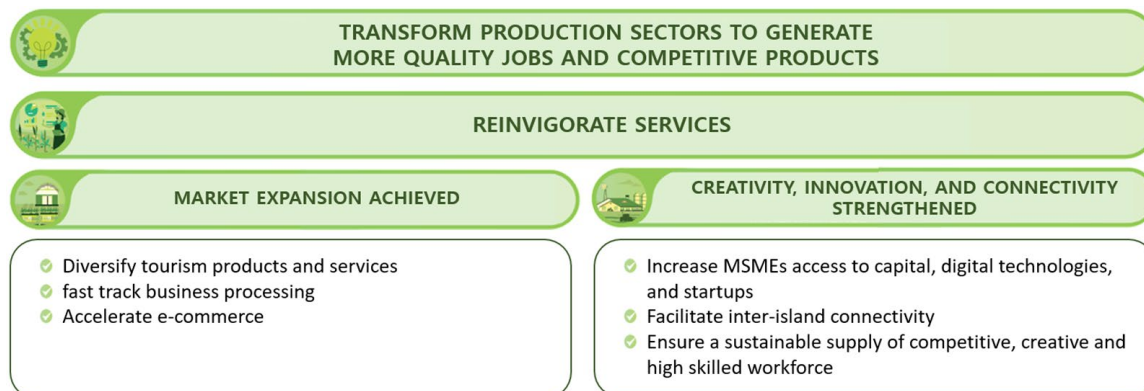 TRANSFORM PRODUCTION SECTORS TO GENERATE
MORE QUALITY JOBS AND COMPETITIVE PRODUCTS
REINVIGORATE SERVICES
MARKET EXPANSION ACHIEVED
Diversify tourism products and services
fast track business processing
Accelerate e-commerce
CREATIVITY, INNOVATION, AND CONNECTIVITY
STRENGTHENED
Increase MSMEs access to capital, digital technologies,
and startups
Facilitate inter-island connectivity
Ensure a sustainable supply of competitive, creative and
high skilled workforce